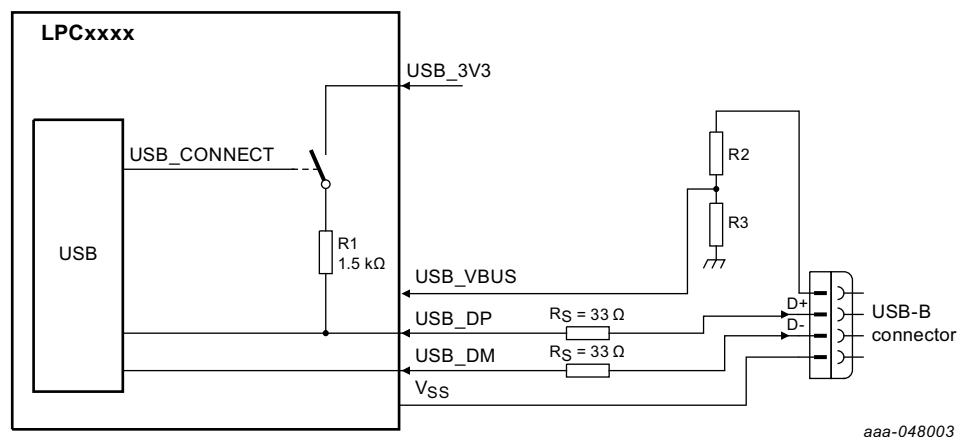 LPCxxxx
USB_3V3
USB_CONNECT
R2
R3
R1
1.5 kΩ
USB
USB_VBUS
USB_DP
RS = 33 Ω
D+
USB-B
connector
D-
USB_DM
RS = 33 Ω
VSS
aaa-048003